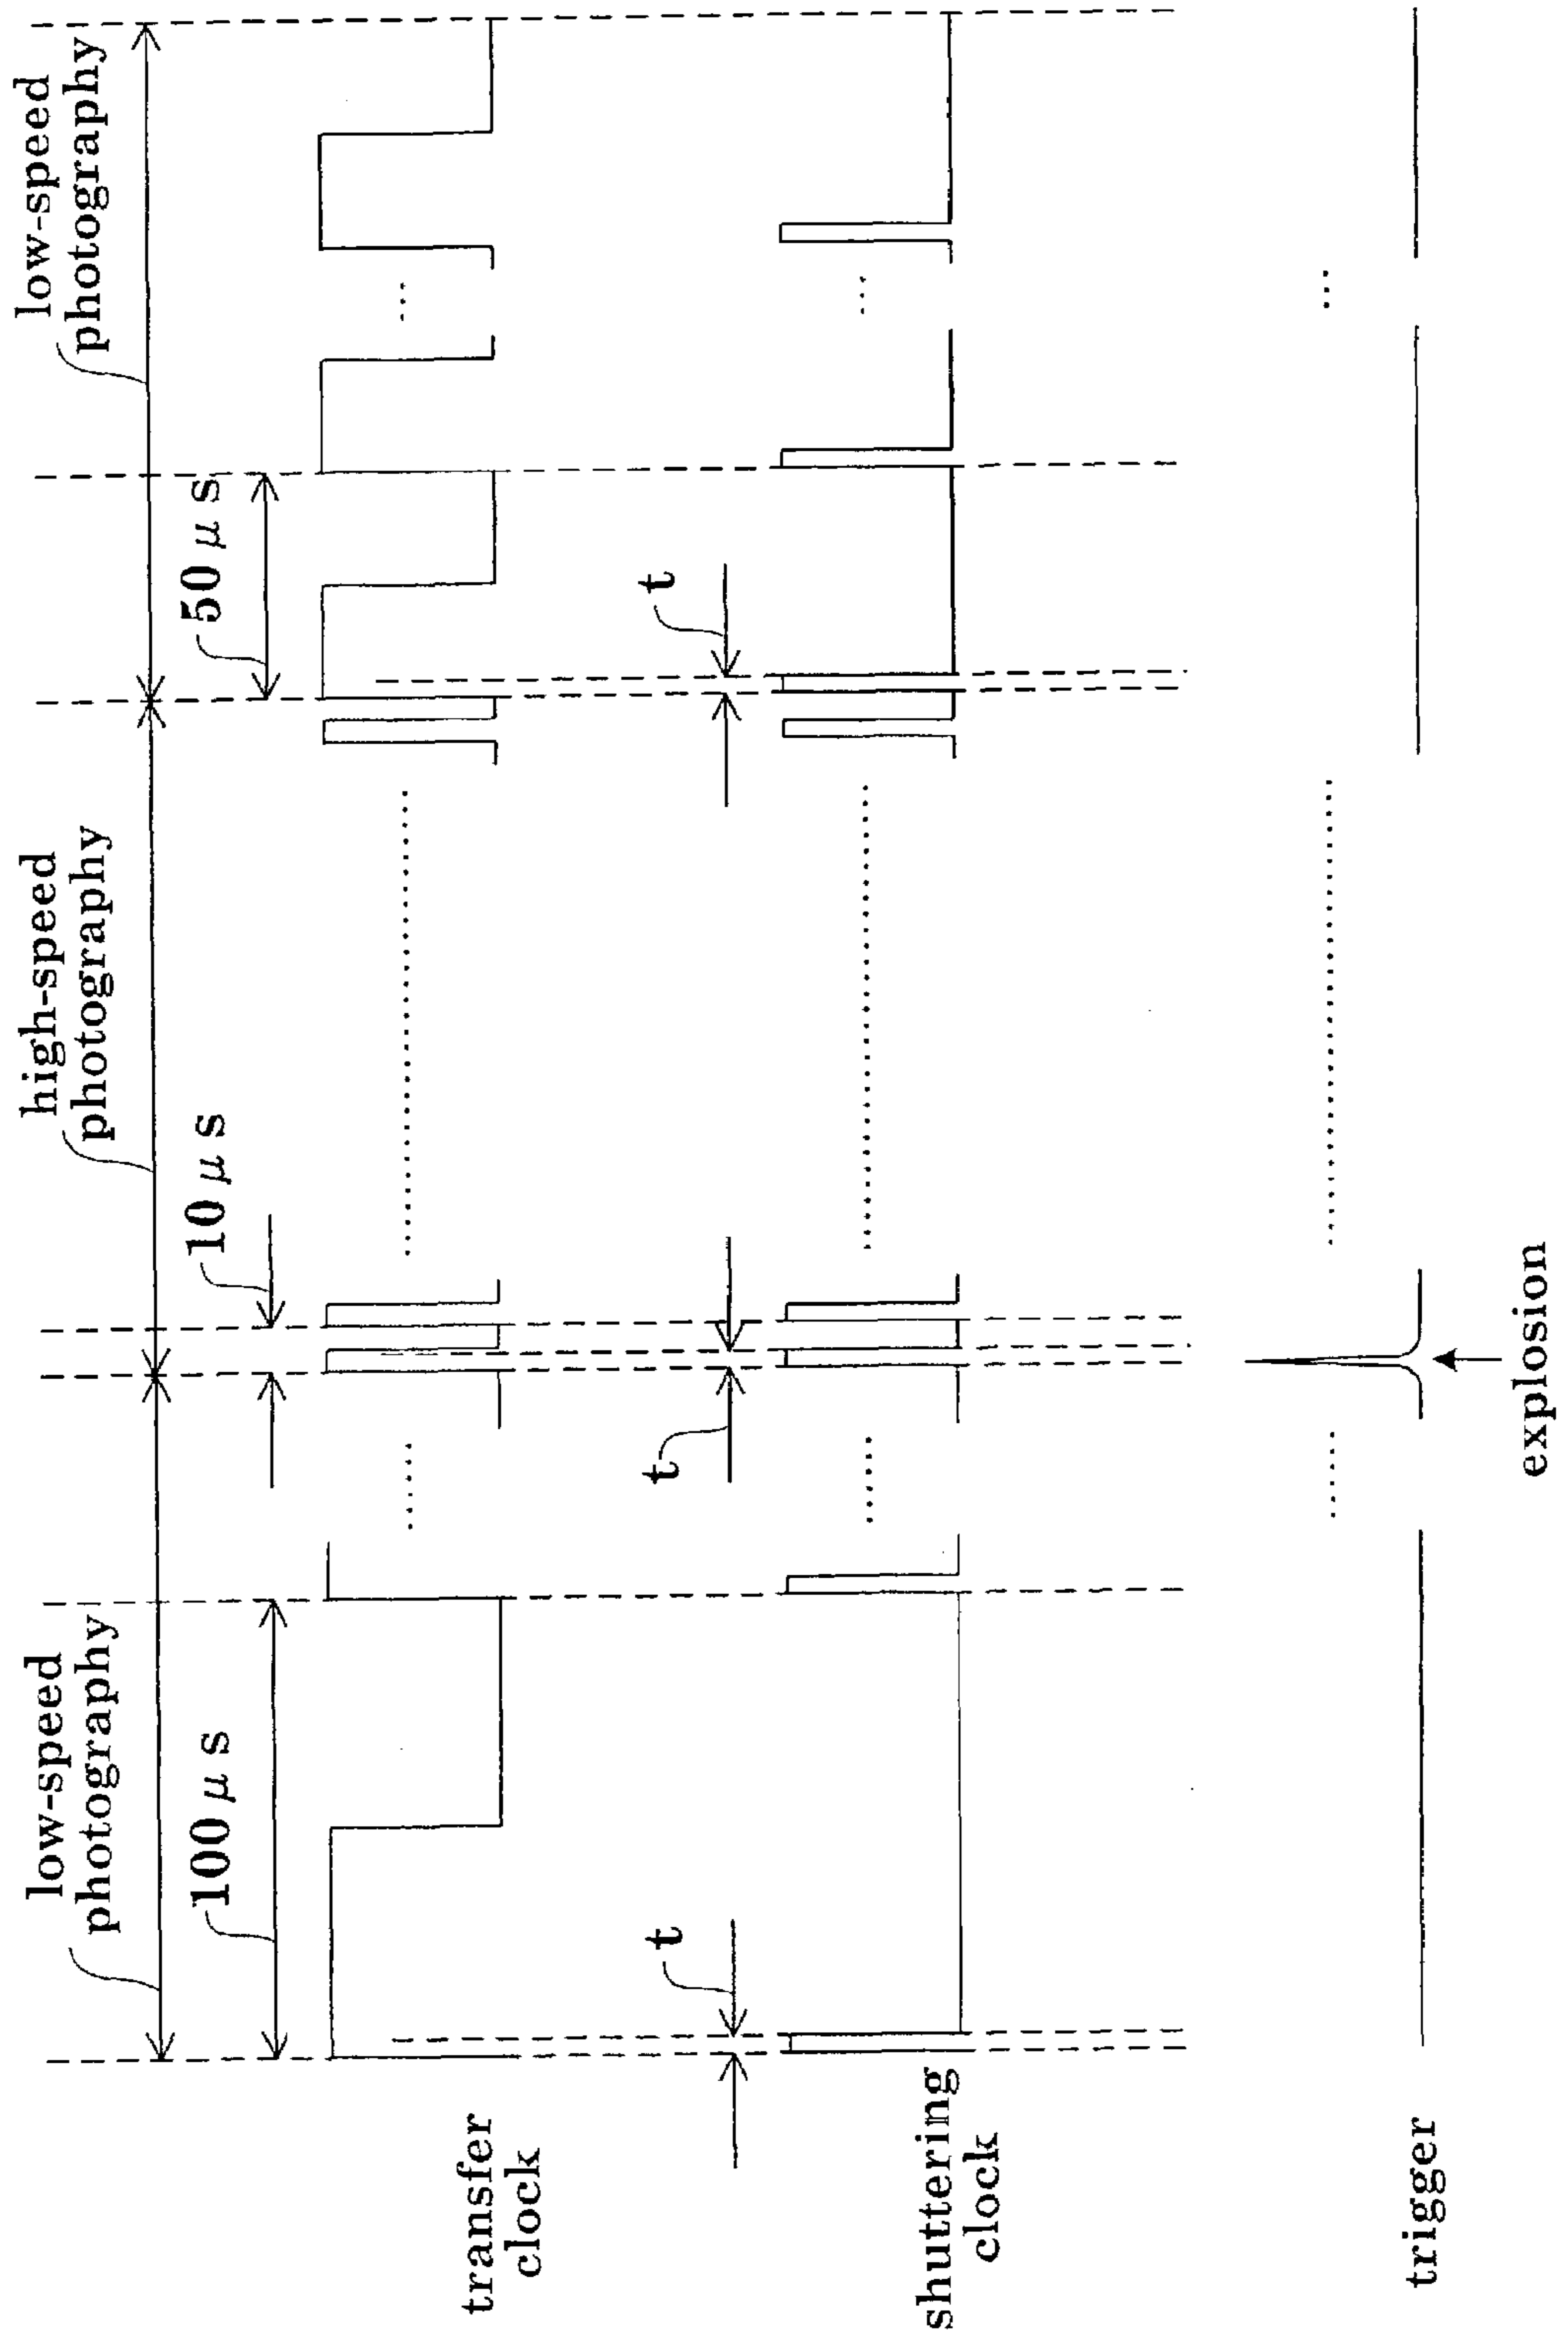 low-speed
photography
high-speed
photography
low-speed
photography
100 μs
10 μs
50 μs
transfer
clock
t
t
t
shuttering
clock
trigger
explosion